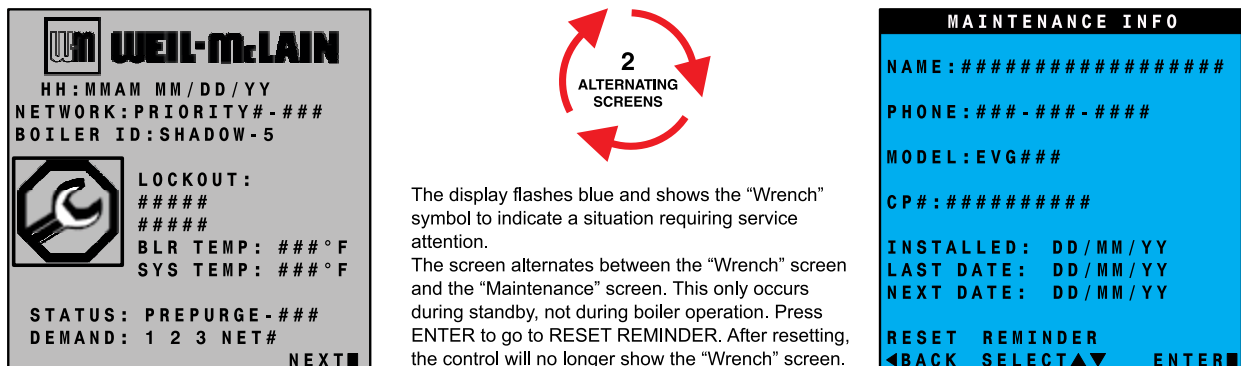 WM WEIL-McLAIN
HH:MMAM MM/DD/YY
NETWORK:PRIORITY#-###
BOILER ID:SHADOW-5
LOCKOUT:
#####
#####
BLR TEMP: ###°F
SYS TEMP: ###°F
STATUS: PREPURGE-###
DEMAND: 1 2 3 NET#
NEXT■
2
ALTERNATING
SCREENS
The display flashes blue and shows the “Wrench”
symbol to indicate a situation requiring service
attention.
The screen alternates between the “Wrench” screen
and the “Maintenance” screen. This only occurs
during standby, not during boiler operation. Press
ENTER to go to RESET REMINDER. After resetting,
the control will no longer show the “Wrench” screen.
MAINTENANCE INFO
NAME:##################
PHONE:###-###-####
MODEL:EVG###
CP#:##########
INSTALLED: DD/MM/YY
LAST DATE: DD/MM/YY
NEXT DATE: DD/MM/YY
RESET REMINDER
◀BACK SELECT▲▼ ENTER■